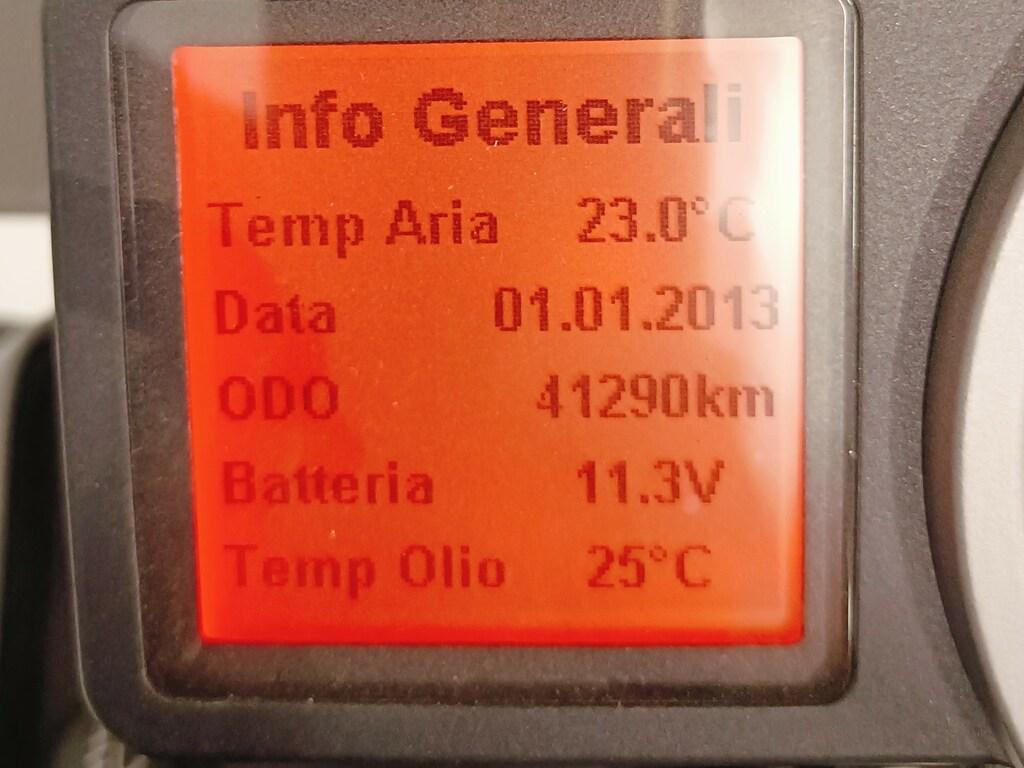 Info Generali
Temp Aria 23.0°C
Data 01.01.2013
ODO 41290km
Batteria 11.3V
Temp Olio 25°C